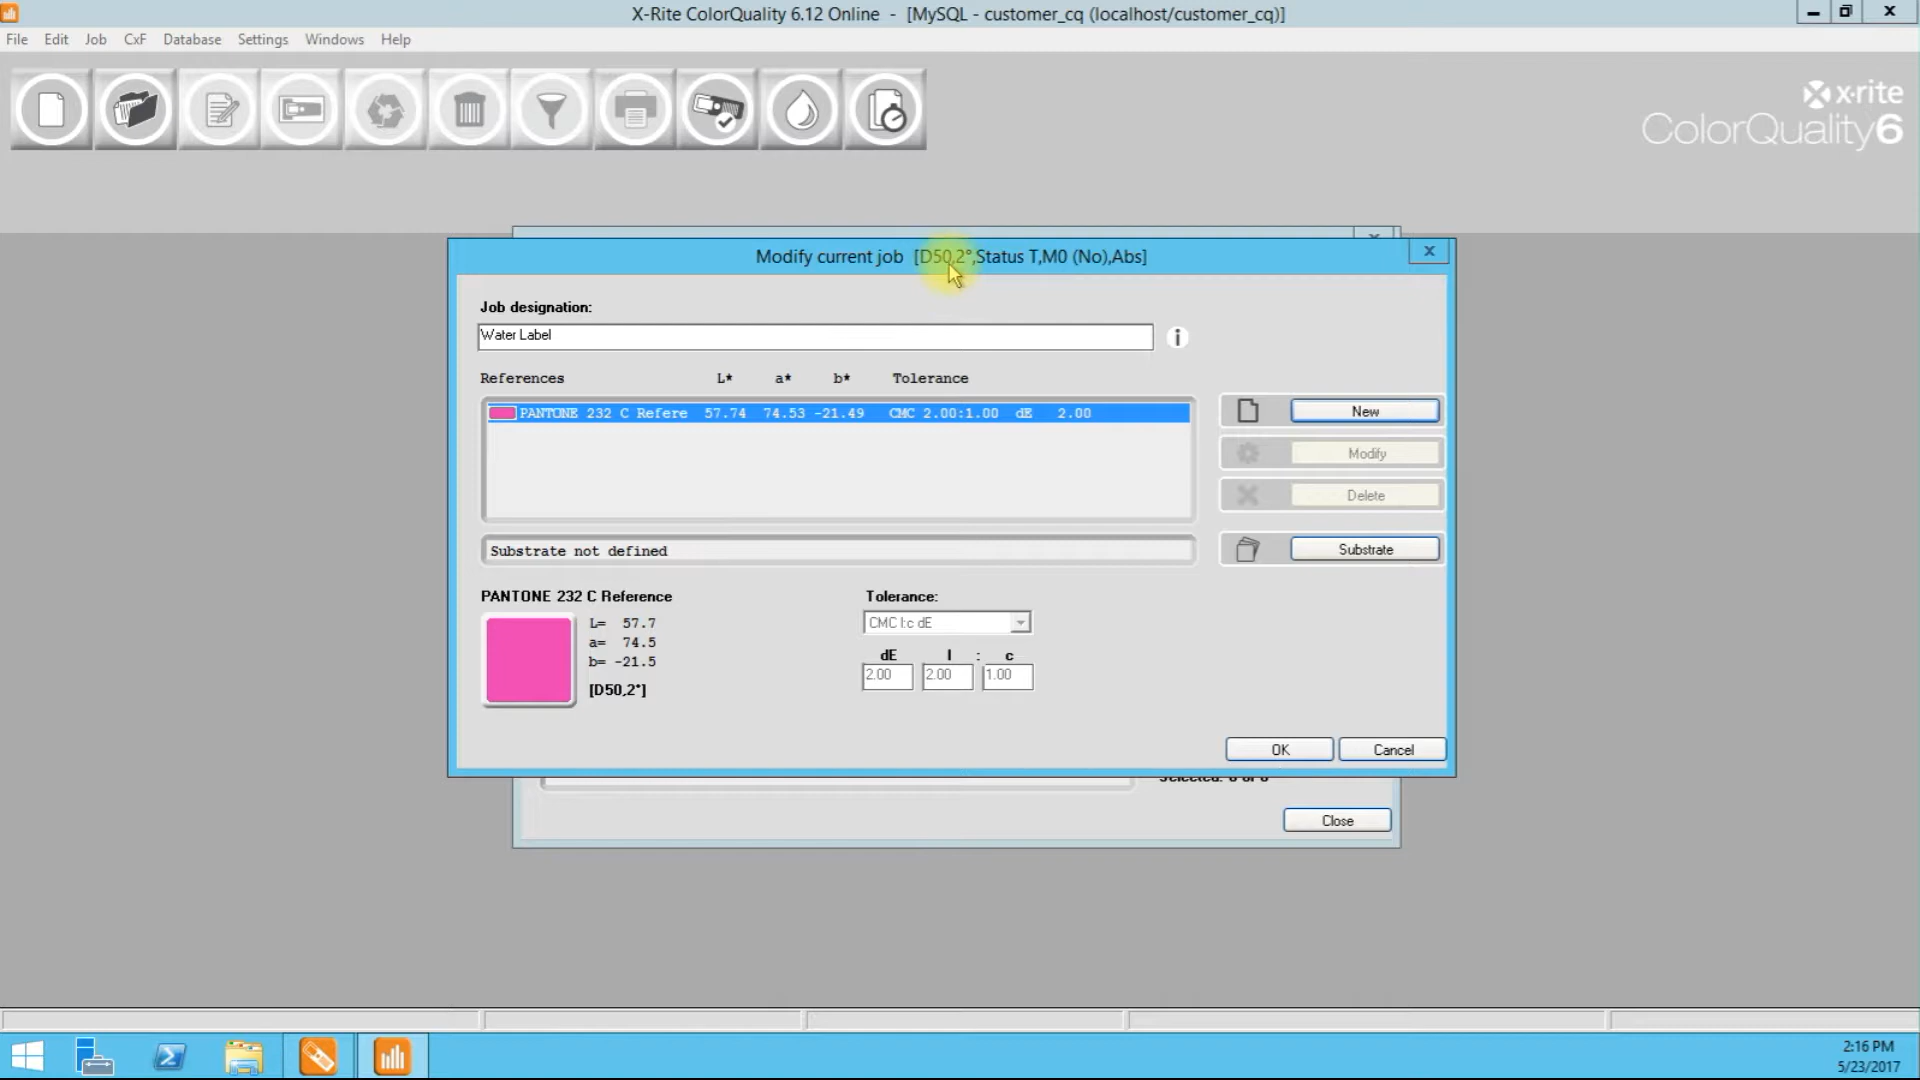 X-Rite ColorQuality 6.12 Online - [MySQL - customer_cq (localhost/customer_cq)]
File Edit Job CxF Database Settings Windows Help
x·rite
ColorQuality6
Modify current job [D50,2°,Status T,M0 (No),Abs]
Job designation:
Water Label
References L* a* b* Tolerance
PANTONE 232 C Refere 57.74 74.53 -21.49 CMC 2.00:1.00 dE 2.00
New
Modify
Delete
Substrate not defined
Substrate
PANTONE 232 C Reference
L= 57.7
a= 74.5
b= -21.5
[D50,2°]
Tolerance:
CMC l:c dE
dE l : c
2.00 2.00 1.00
OK Cancel
Close
2:16 PM
5/23/2017